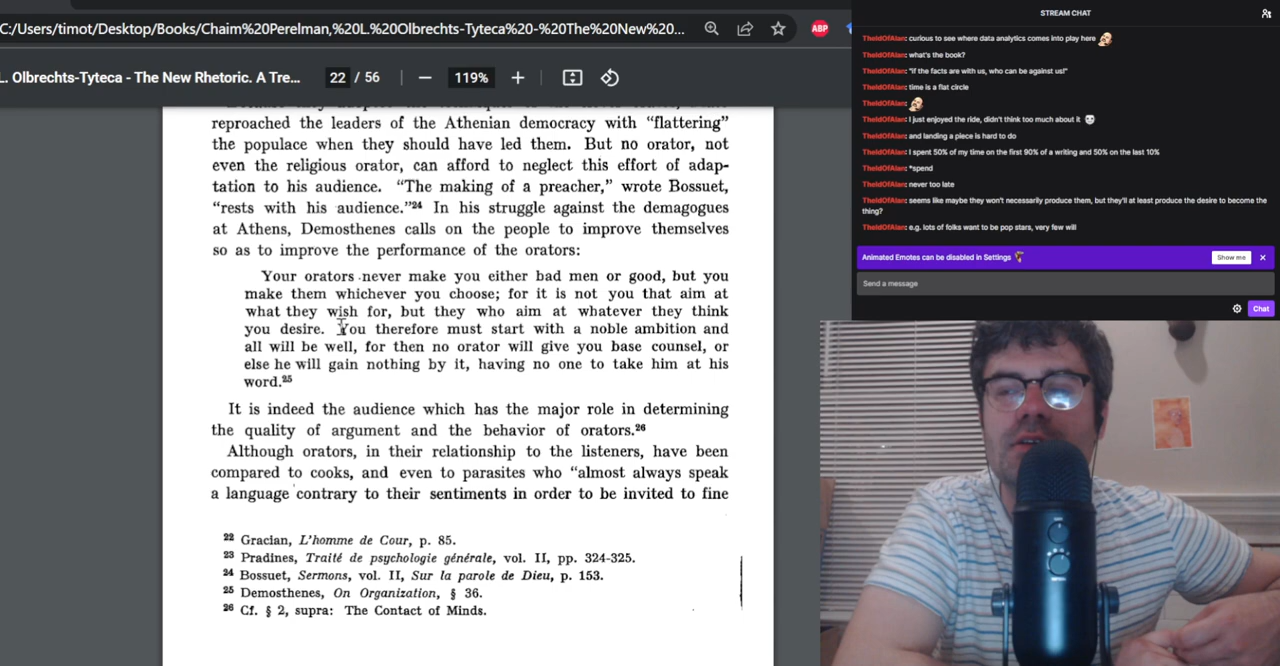 C:/Users/timot/Desktop/Books/Chaim%20Perelman,%20L.%20Olbrechts-Tyteca%20-%20The%20New%20...
ABP
L. Olbrechts-Tyteca - The New Rhetoric. A Tre...
22 / 56
119%
reproached the leaders of the Athenian democracy with “flattering”
the populace when they should have led them. But no orator, not
even the religious orator, can afford to neglect this effort of adap-
tation to his audience. “The making of a preacher,” wrote Bossuet,
“rests with his audience.”24 In his struggle against the demagogues
at Athens, Demosthenes calls on the people to improve themselves
so as to improve the performance of the orators:
Your orators never make you either bad men or good, but you
make them whichever you choose; for it is not you that aim at
what they wish for, but they who aim at whatever they think
you desire. You therefore must start with a noble ambition and
all will be well, for then no orator will give you base counsel, or
else he will gain nothing by it, having no one to take him at his
word.25
It is indeed the audience which has the major role in determining
the quality of argument and the behavior of orators.26
Although orators, in their relationship to the listeners, have been
compared to cooks, and even to parasites who “almost always speak
a language contrary to their sentiments in order to be invited to fine
22 Gracian, L'homme de Cour, p. 85.
23 Pradines, Traité de psychologie générale, vol. II, pp. 324-325.
24 Bossuet, Sermons, vol. II, Sur la parole de Dieu, p. 153.
25 Demosthenes, On Organization, § 36.
26 Cf. § 2, supra: The Contact of Minds.
STREAM CHAT
TheIdOfAlan: curious to see where data analytics comes into play here
TheIdOfAlan: what's the book?
TheIdOfAlan: "if the facts are with us, who can be against us!"
TheIdOfAlan: time is a flat circle
TheIdOfAlan:
TheIdOfAlan: I just enjoyed the ride, didn't think too much about it
TheIdOfAlan: and landing a piece is hard to do
TheIdOfAlan: I spent 50% of my time on the first 90% of a writing and 50% on the last 10%
TheIdOfAlan: *spend
TheIdOfAlan: never too late
TheIdOfAlan: seems like maybe they won't necessarily produce them, but they'll at least produce the desire to become the
thing?
TheIdOfAlan: e.g. lots of folks want to be pop stars, very few will
Animated Emotes can be disabled in Settings
Show me
Send a message
Chat